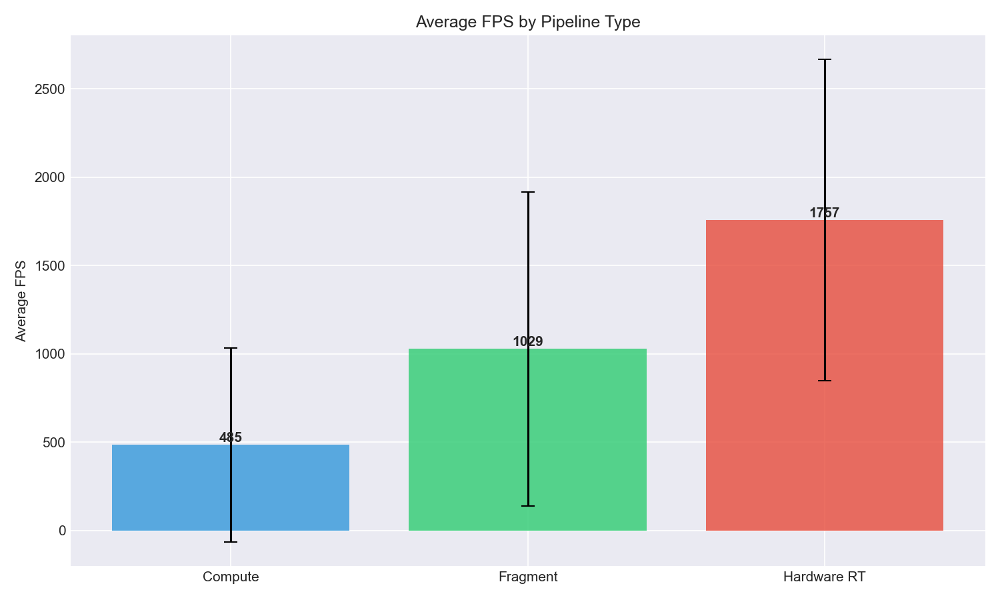 Average FPS by Pipeline Type
Average FPS
2500
2000
1500
1000
500
0
485
1029
1757
Compute
Fragment
Hardware RT